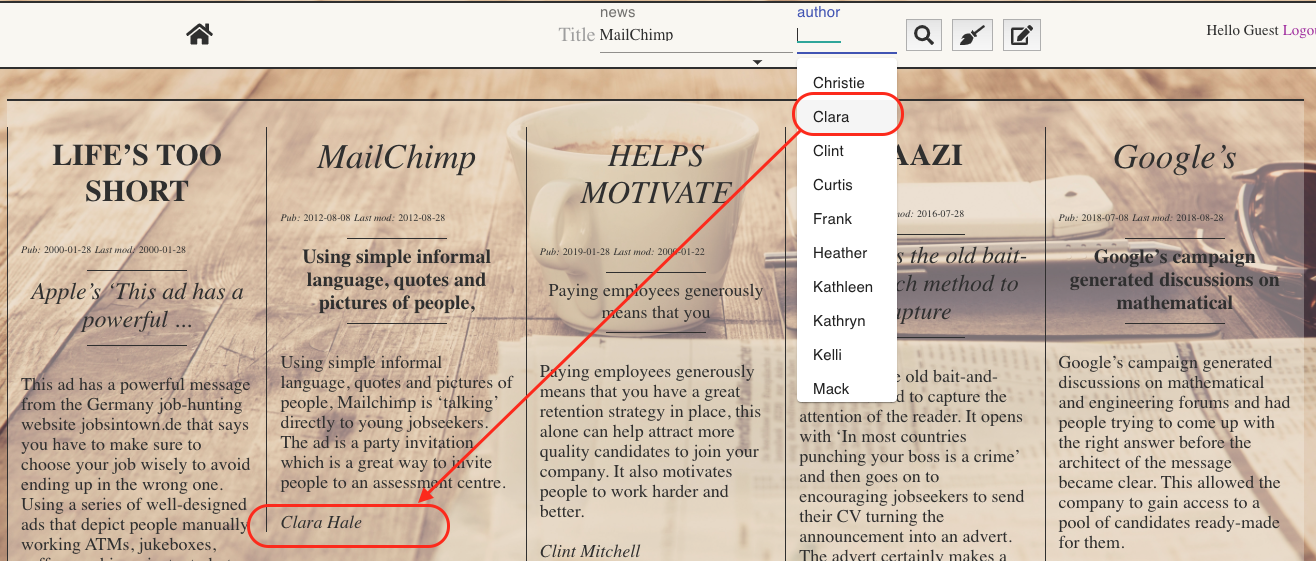 news
author
Title MailChimp
Hello Guest
Christie
Clara
Clint
Curtis
Frank
Heather
Kathleen
Kathryn
Kelli
Mack
LIFE'S TOO
SHORT
Pub: 2000-01-28 Last mod: 2000-01-28
Apple's ‘This ad has a
powerful ...
This ad has a powerful message
from the Germany job-hunting
website jobsintown.de that says
you have to make sure to
choose your job wisely to avoid
ending up in the wrong one.
Using a series of well-designed
ads that depict people manually
working ATMs, jukeboxes,
MailChimp
Pub: 2012-08-08 Last mod: 2012-08-28
Using simple informal
language, quotes and
pictures of people,
Using simple informal
language, quotes and pictures of
people, Mailchimp is ‘talking’
directly to young jobseekers.
The ad is a party invitation
which is a great way to invite
people to an assessment centre.
Clara Hale
HELPS
MOTIVATE
Pub: 2019-01-28 Last mod: 2009-01-22
Paying employees generously
means that you
Paying employees generously
means that you have a great
retention strategy in place, this
alone can help attract more
quality candidates to join your
company. It also motivates
people to work harder and
better.
Clint Mitchell
AAZI
mod: 2016-07-28
the old bait-
method to
old bait-and-
to capture the
attention of the reader. It opens
with ‘In most countries
punching your boss is a crime’
and then goes on to
encouraging jobseekers to send
their CV turning the
announcement into an advert.
The advert certainly makes a
Google's
Pub: 2018-07-08 Last mod: 2018-08-28
Google's campaign
generated discussions on
mathematical
Google's campaign generated
discussions on mathematical
and engineering forums and had
people trying to come up with
the right answer before the
architect of the message
became clear. This allowed the
company to gain access to a
pool of candidates ready-made
for them.